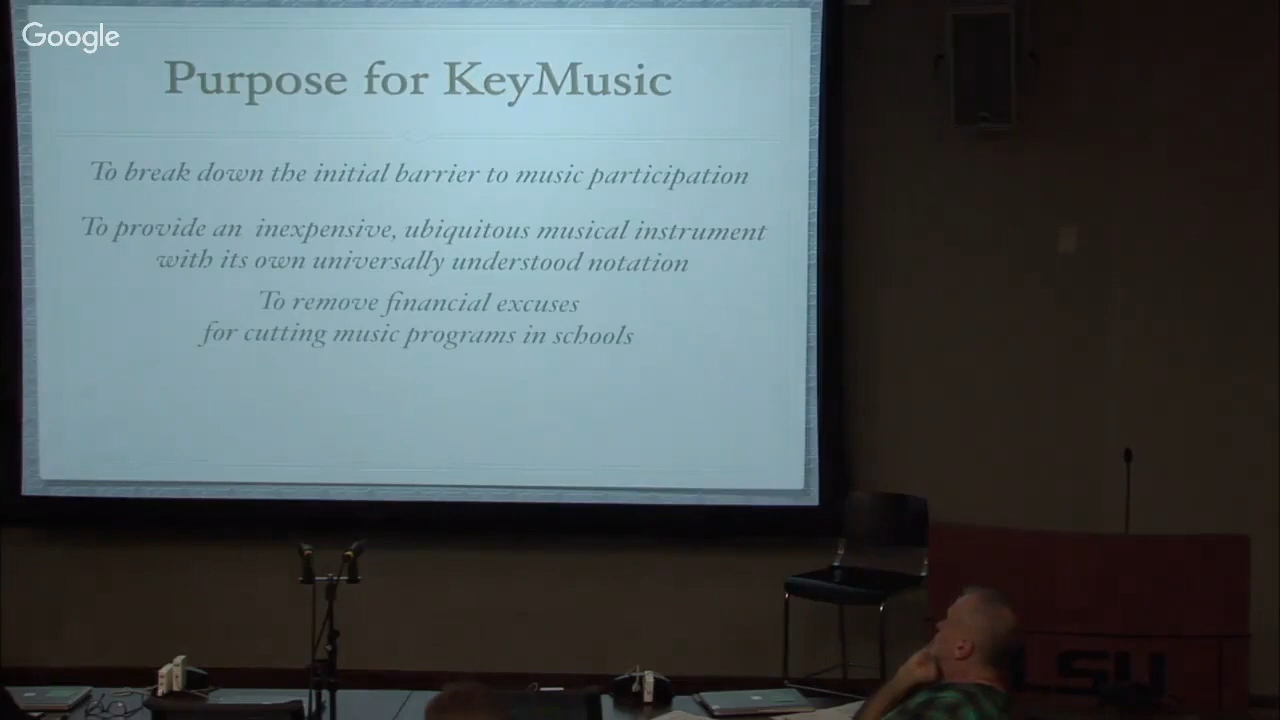 Google
Purpose for KeyMusic
To break down the initial barrier to music participation
To provide an inexpensive, ubiquitous musical instrument
with its own universally understood notation
To remove financial excuses
for cutting music programs in schools
LSU